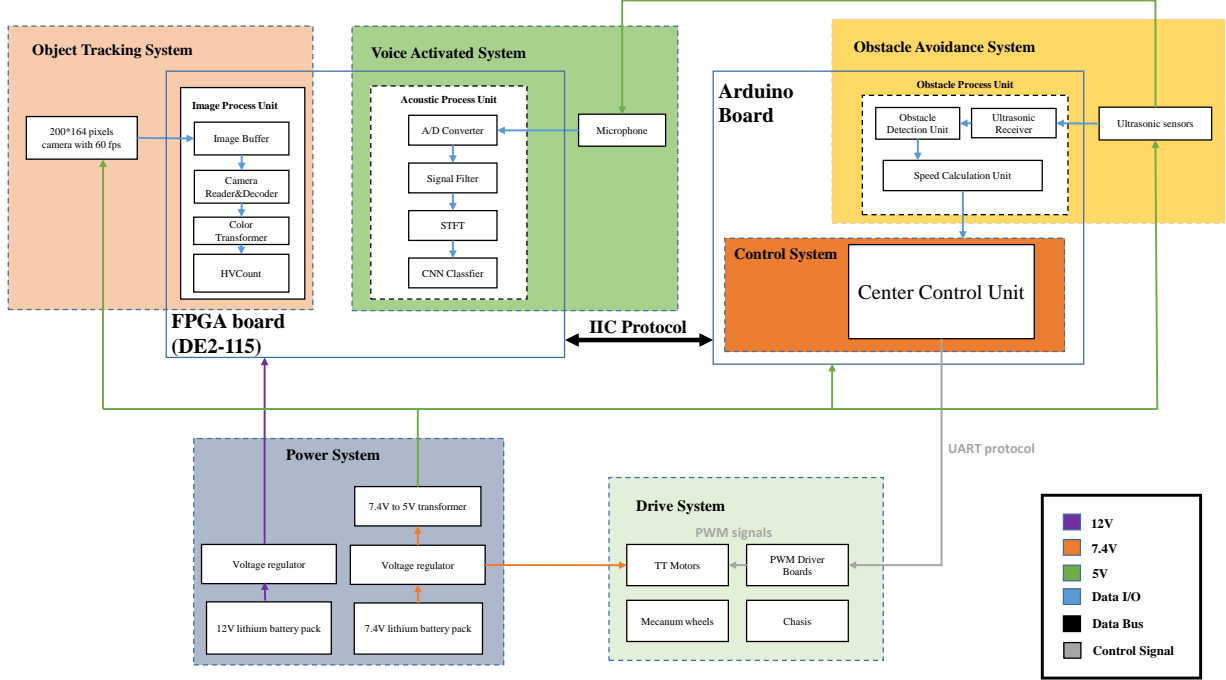 Object Tracking System
200*164 pixels
camera with 60 fps
Image Process Unit
Image Buffer
Camera
Reader&Decoder
Color
Transformer
HVCount
FPGA board
(DE2-115)
Voice Activated System
Acoustic Process Unit
A/D Converter
Signal Filter
STFT
CNN Classfier
Microphone
IIC Protocol
Obstacle Avoidance System
Arduino
Board
Obstacle Process Unit
Obstacle
Detection Unit
Ultrasonic
Receiver
Speed Calculation Unit
Ultrasonic sensors
Control System
Center Control Unit
UART protocol
Power System
7.4V to 5V transformer
Voltage regulator
Voltage regulator
12V lithium battery pack
7.4V lithium battery pack
Drive System
PWM signals
TT Motors
PWM Driver
Boards
Mecanum wheels
Chasis
12V
7.4V
5V
Data I/O
Data Bus
Control Signal